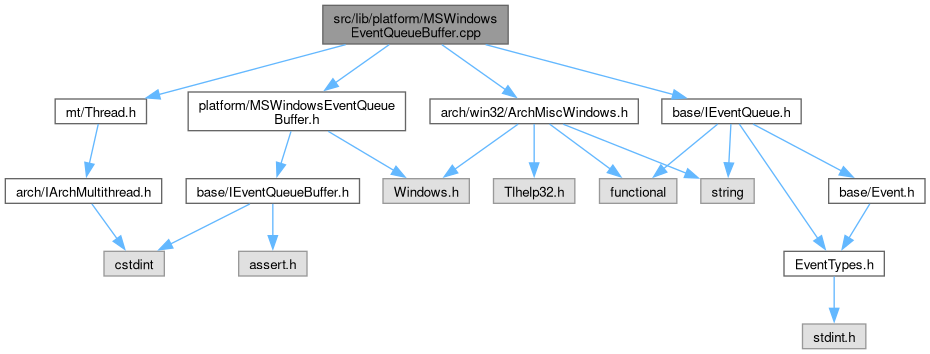 src/lib/platform/MSWindows
EventQueueBuffer.cpp
mt/Thread.h
platform/MSWindowsEventQueue
Buffer.h
arch/win32/ArchMiscWindows.h
base/IEventQueue.h
arch/IArchMultithread.h
base/IEventQueueBuffer.h
Windows.h
Tlhelp32.h
functional
string
base/Event.h
cstdint
assert.h
EventTypes.h
stdint.h